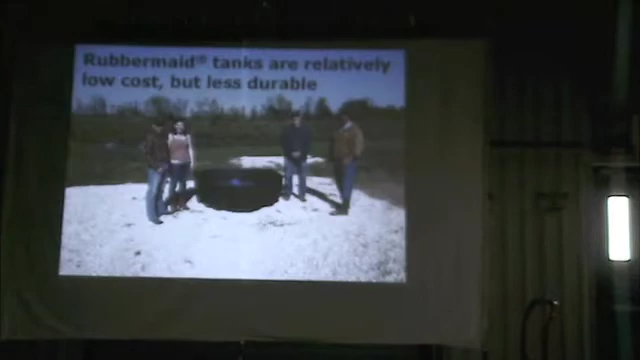 Rubbermaid® tanks are relatively
low cost, but less durable